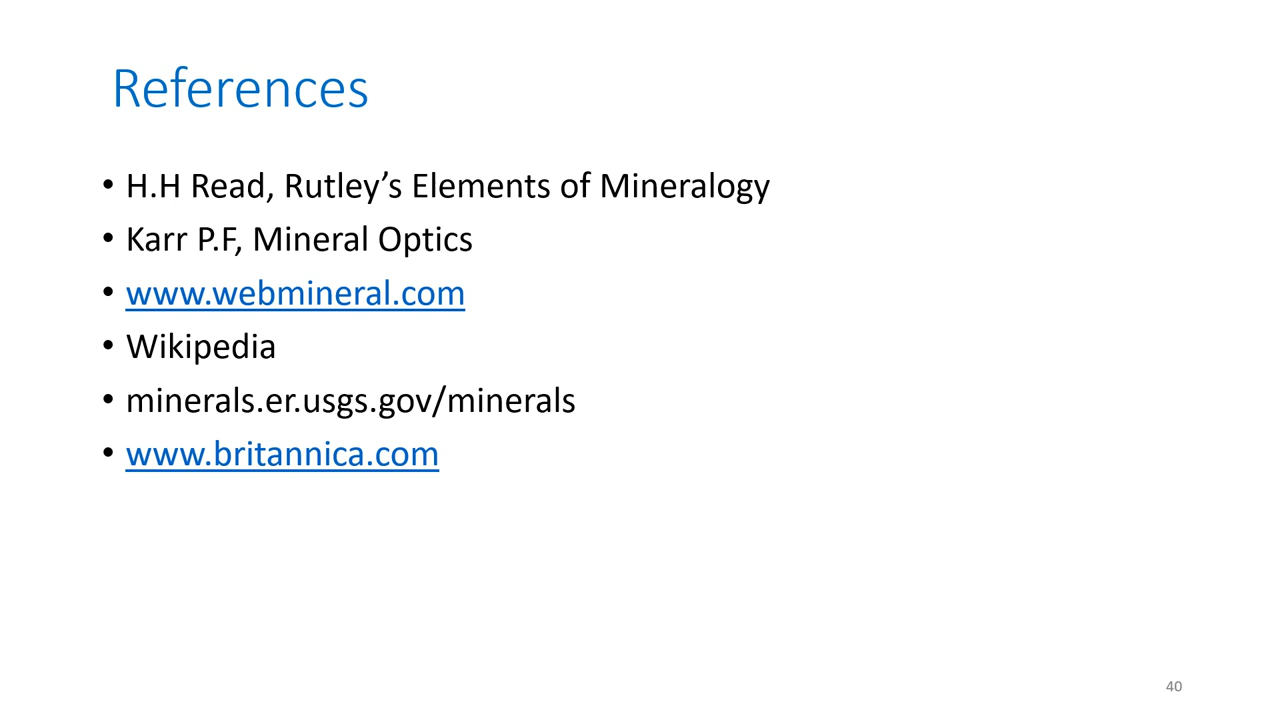 References
• H.H Read, Rutley’s Elements of Mineralogy
• Karr P.F, Mineral Optics
• www.webmineral.com
• Wikipedia
• minerals.er.usgs.gov/minerals
• www.britannica.com
40